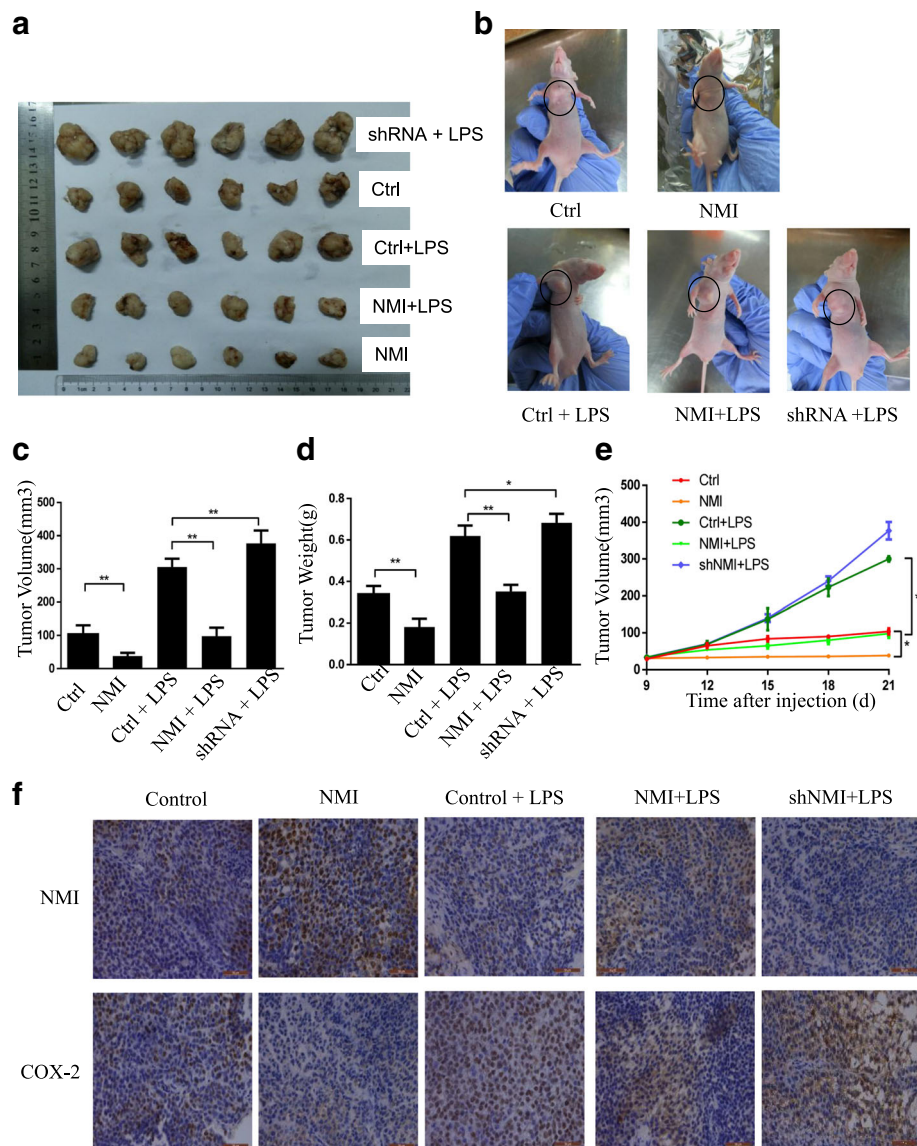 a
shRNA + LPS
Ctrl
Ctrl+LPS
NMI+LPS
NMI
b
Ctrl
NMI
Ctrl + LPS
NMI+LPS
shRNA +LPS
c
Tumor Volume(mm3)
500
400
300
200
100
0
**
**
**
Ctrl
NMI
Ctrl + LPS
NMI + LPS
shRNA + LPS
d
Tumor Weight(g)
0.8
0.6
0.4
0.2
0.0
**
**
*
Ctrl
NMI
Ctrl + LPS
NMI + LPS
shRNA + LPS
e
Tumor Volume(mm3)
500
400
300
200
100
0
Ctrl
NMI
Ctrl+LPS
NMI+LPS
shNMI+LPS
*
*
9 12 15 18 21
Time after injection (d)
f
Control NMI Control + LPS NMI+LPS shNMI+LPS
NMI
COX-2